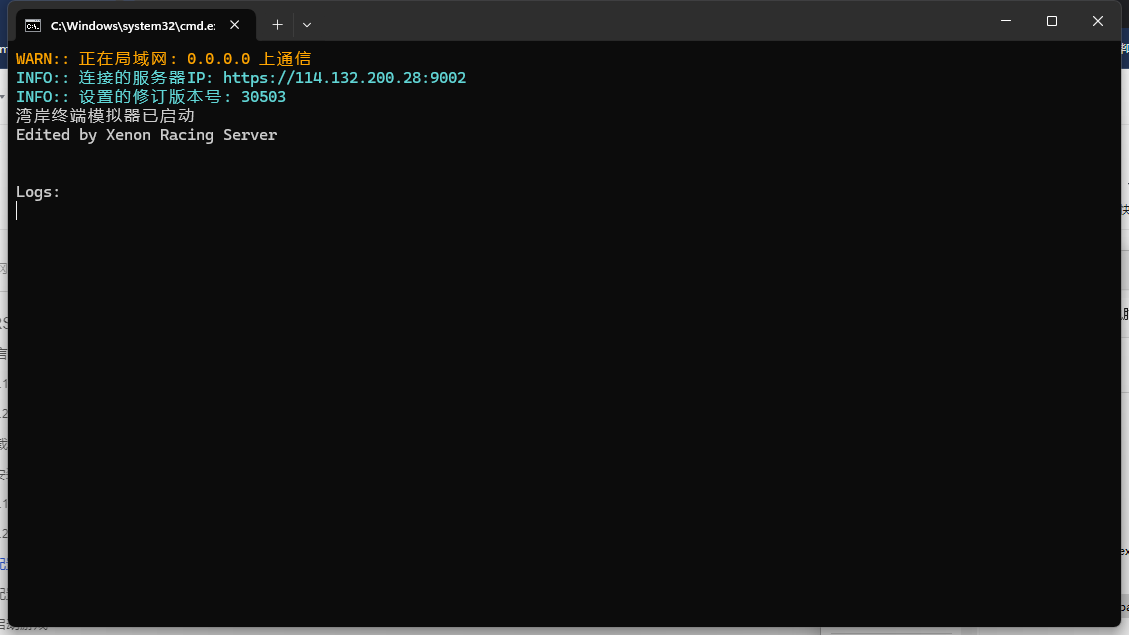 C:\Windows\system32\cmd.e
WARN:: 正在局域网: 0.0.0.0 上通信
INFO:: 连接的服务器IP: https://114.132.200.28:9002
INFO:: 设置的修订版本号: 30503
湾岸终端模拟器已启动
Edited by Xenon Racing Server
Logs: